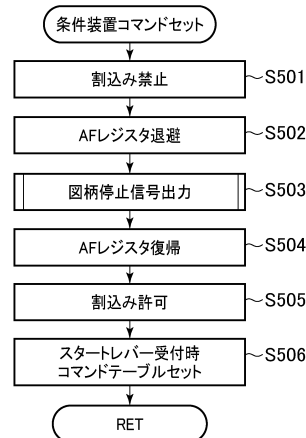 条件装置コマンドセット
割込み禁止
S501
AFレジスタ退避
S502
図柄停止信号出力
S503
AFレジスタ復帰
S504
割込み許可
S505
スタートレバー受付時
コマンドテーブルセット
S506
RET